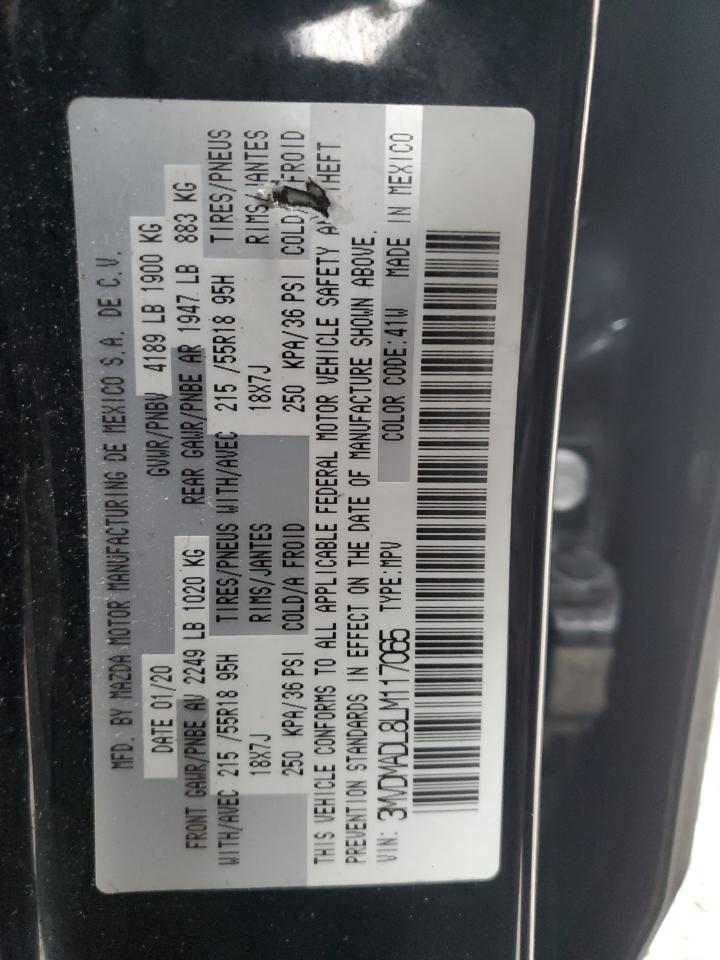 MFD. BY MAZDA MOTOR MANUFACTURING DE MEXICO S.A. DE C.V.
DATE 01/20 GVWR/PNBV 4189 LB 1900 KG
FRONT GAWR/PNBE AV 2249 LB 1020 KG REAR GAWR/PNBE AR 1947 LB 883 KG
WITH/AVEC 215 /55R18 95H TIRES/PNEUS WITH/AVEC 215 /55R18 95H TIRES/PNEUS
18X7J RIMS/JANTES 18X7J RIMS/JANTES
250 KPA/36 PSI COLD/A FROID 250 KPA/36 PSI COLD/ FROID
THIS VEHICLE CONFORMS TO ALL APPLICABLE FEDERAL MOTOR VEHICLE SAFETY THEFT
PREVENTION STANDARDS IN EFFECT ON THE DATE OF MANUFACTURE SHOWN ABOVE.
VIN: 3MVDMADL8LM117065 TYPE:MPV COLOR CODE:41W MADE IN MEXICO